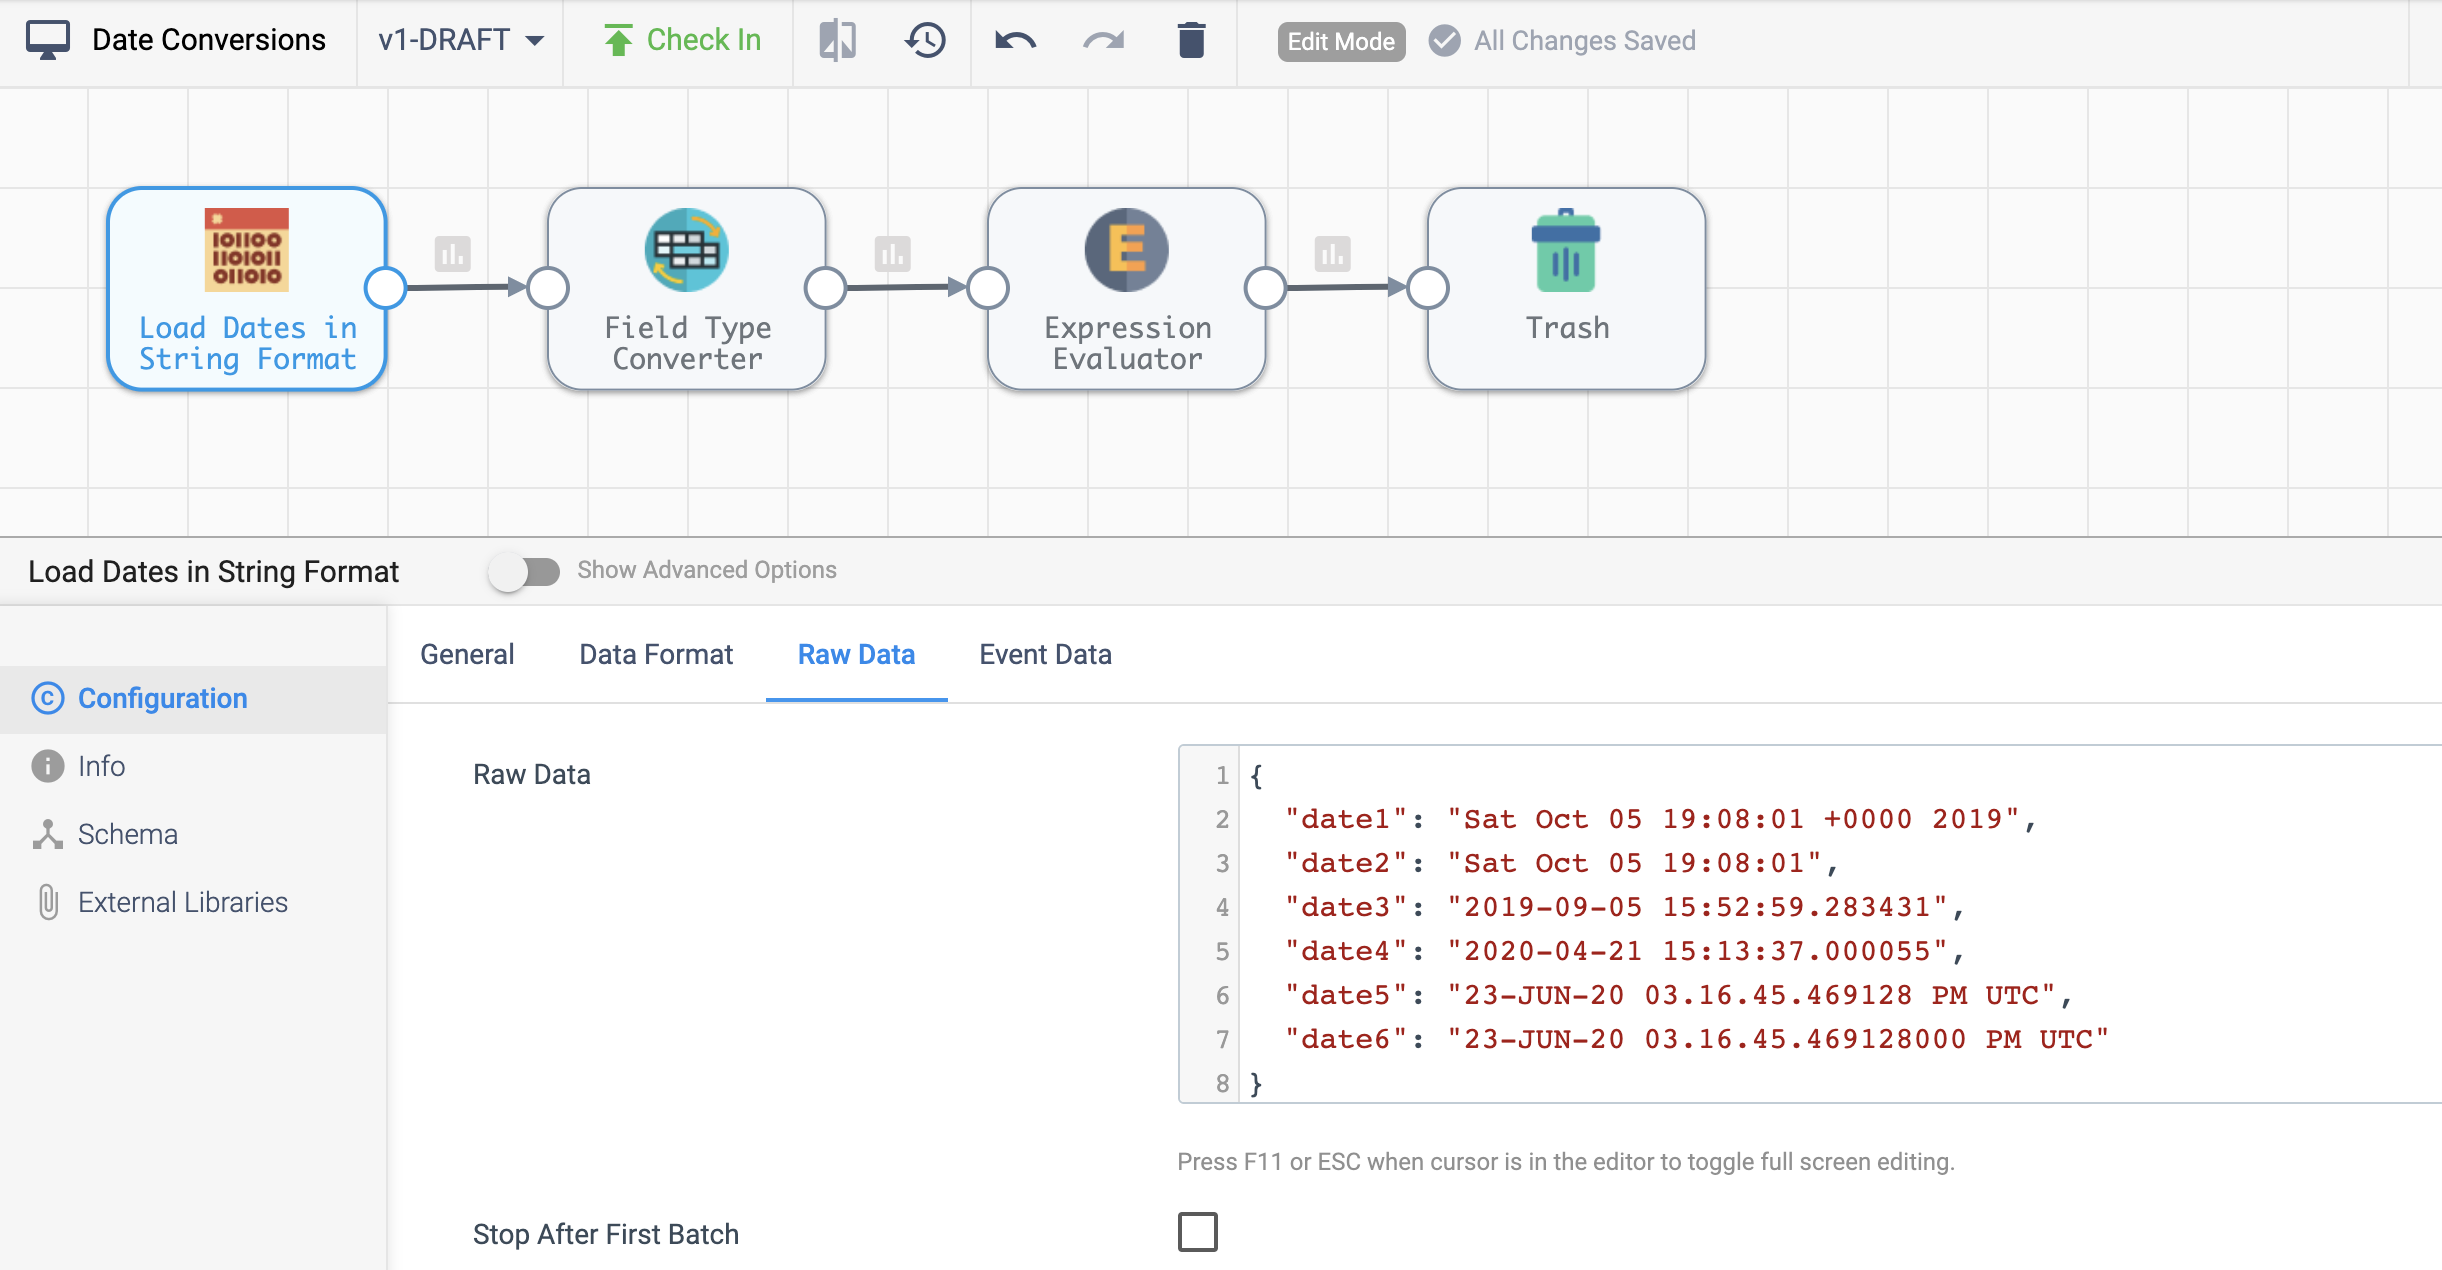 Date Conversions
v1-DRAFT
Check In
Edit Mode
All Changes Saved
101100
1101011
011010
Load Dates in
String Format
Field Type
Converter
E
Expression
Evaluator
Trash
Load Dates in String Format
Show Advanced Options
General
Data Format
Raw Data
Event Data
Configuration
Info
Schema
External Libraries
Raw Data
1 {
2 "date1": "Sat Oct 05 19:08:01 +0000 2019",
3 "date2": "Sat Oct 05 19:08:01",
4 "date3": "2019-09-05 15:52:59.283431",
5 "date4": "2020-04-21 15:13:37.000055",
6 "date5": "23-JUN-20 03.16.45.469128 PM UTC",
7 "date6": "23-JUN-20 03.16.45.469128000 PM UTC"
8 }
Press F11 or ESC when cursor is in the editor to toggle full screen editing.
Stop After First Batch